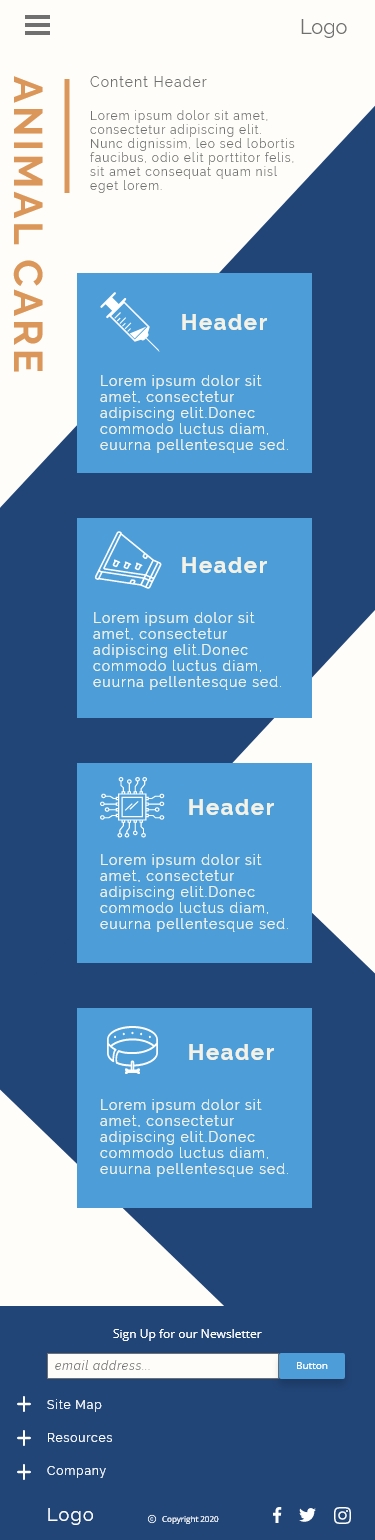 Logo
ANIMAL CARE
Content Header
Lorem ipsum dolor sit amet,
consectetur adipiscing elit.
Nunc dignissim, leo sed lobortis
faucibus, odio elit porttitor felis,
sit amet consequat quam nisl
eget lorem.
Header
Lorem ipsum dolor sit
amet, consectetur
adipiscing elit.Donec
commodo luctus diam,
euurna pellentesque sed.
Header
Lorem ipsum dolor sit
amet, consectetur
adipiscing elit.Donec
commodo luctus diam,
euurna pellentesque sed.
Header
Lorem ipsum dolor sit
amet, consectetur
adipiscing elit.Donec
commodo luctus diam,
euurna pellentesque sed.
Header
Lorem ipsum dolor sit
amet, consectetur
adipiscing elit.Donec
commodo luctus diam,
euurna pellentesque sed.
Sign Up for our Newsletter
email address...
Button
Site Map
Resources
Company
Logo
© Copyright 2020